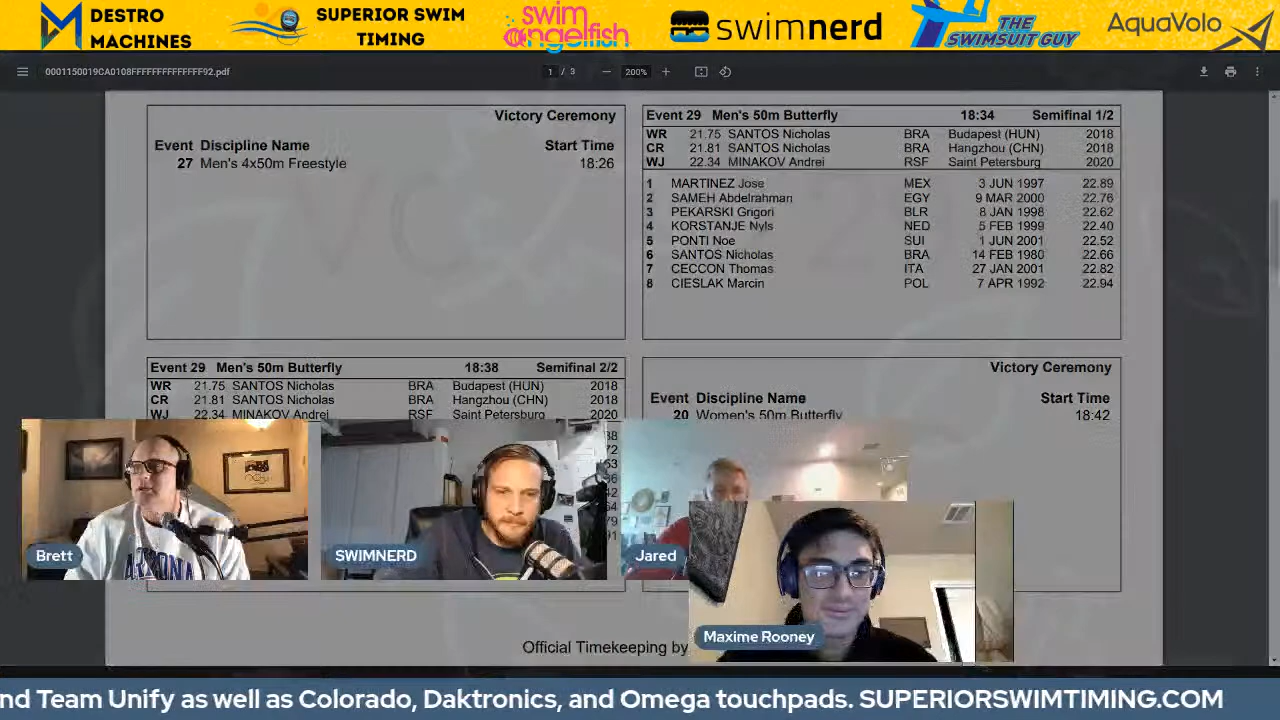 DESTRO
MACHINES
SUPERIOR SWIM
TIMING
swim
angelfish
swimnerd
THE
SWIMSUIT GUY
AquaVolo
0001150019CA0108FFFFFFFFFFFFFF92.pdf
1 / 3
200%
Victory Ceremony
Event Discipline Name Start Time
27 Men's 4x50m Freestyle 18:26
Event 29 Men's 50m Butterfly 18:34 Semifinal 1/2
WR 21.75 SANTOS Nicholas BRA Budapest (HUN) 2018
CR 21.81 SANTOS Nicholas BRA Hangzhou (CHN) 2018
WJ 22.34 MINAKOV Andrei RSF Saint Petersburg 2020
1 MARTINEZ Jose MEX 3 JUN 1997 22.89
2 SAMEH Abdelrahman EGY 9 MAR 2000 22.76
3 PEKARSKI Grigori BLR 8 JAN 1998 22.62
4 KORSTANJE Nyls NED 5 FEB 1999 22.40
5 PONTI Noe SUI 1 JUN 2001 22.52
6 SANTOS Nicholas BRA 14 FEB 1980 22.66
7 CECCON Thomas ITA 27 JAN 2001 22.82
8 CIESLAK Marcin POL 7 APR 1992 22.94
Event 29 Men's 50m Butterfly 18:38 Semifinal 2/2
WR 21.75 SANTOS Nicholas BRA Budapest (HUN) 2018
CR 21.81 SANTOS Nicholas BRA Hangzhou (CHN) 2018
WJ 22.34 MINAKOV Andrei RSF Saint Petersburg 2020
Victory Ceremony
Event Discipline Name Start Time
20 Women's 50m Butterfly 18:42
Brett
SWIMNERD
Jared
Maxime Rooney
Official Timekeeping by
nd Team Unify as well as Colorado, Daktronics, and Omega touchpads. SUPERIORSWIMTIMING.COM